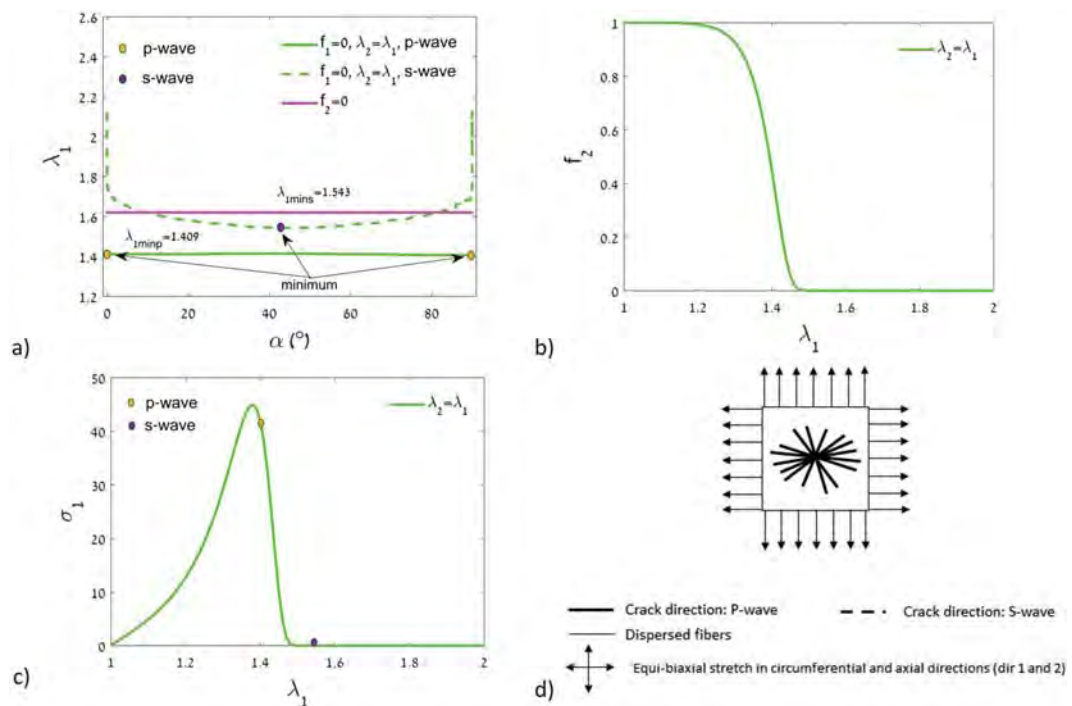 2.6
2.4
2.2
2
1.8
1.6
1.4
1.2
λ₁
p-wave
s-wave
f₁=0, λ₂=λ₁, p-wave
f₁=0, λ₂=λ₁, s-wave
f₂=0
λ₁mins=1.543
λ₁minp=1.409
minimum
0 20 40 60 80
α (°)
a)
1
0.8
0.6
0.4
0.2
0
f₂
λ₂=λ₁
1 1.2 1.4 1.6 1.8 2
λ₁
b)
50
40
30
20
10
0
σ₁
p-wave
s-wave
λ₂=λ₁
1 1.2 1.4 1.6 1.8 2
λ₁
c)
Crack direction: P-wave
Crack direction: S-wave
Dispersed fibers
Equi-biaxial stretch in circumferential and axial directions (dir 1 and 2)
d)